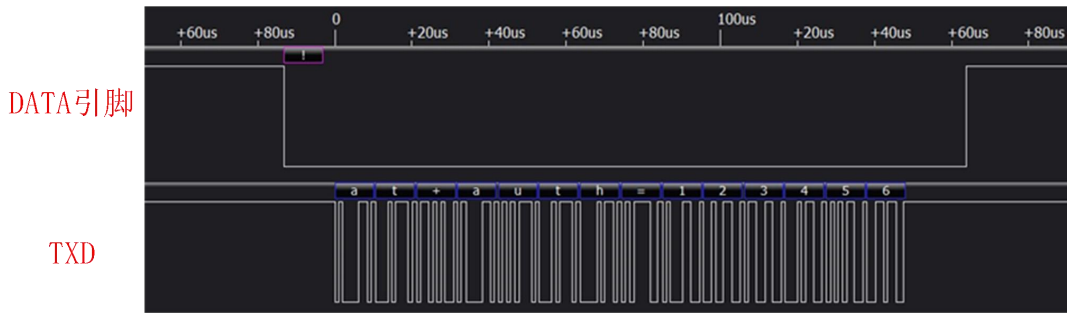 0 100us
+60us +80us +20us +40us +60us +80us +20us +40us +60us +80us
!
DATA引脚
a t + a u t h = 1 2 3 4 5 6
TXD